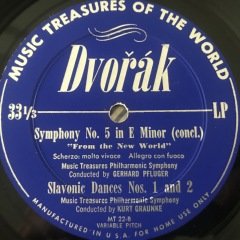 MUSIC TREASURES OF THE WORLD
Dvořák
33⅓ LP
Symphony No. 5 in E Minor (concl.)
"From the New World"
Scherzo: molto vivace Allegro con fuoco
Music Treasures Philharmonic Symphony
Conducted by GERHARD PFLUGER
Slavonic Dances Nos. 1 and 2
Music Treasures Philharmonic Symphony
Conducted by KURT GRAUNKE
MT 22-B
VARIABLE PITCH
MANUFACTURED IN U.S.A. FOR HOME USE ONLY